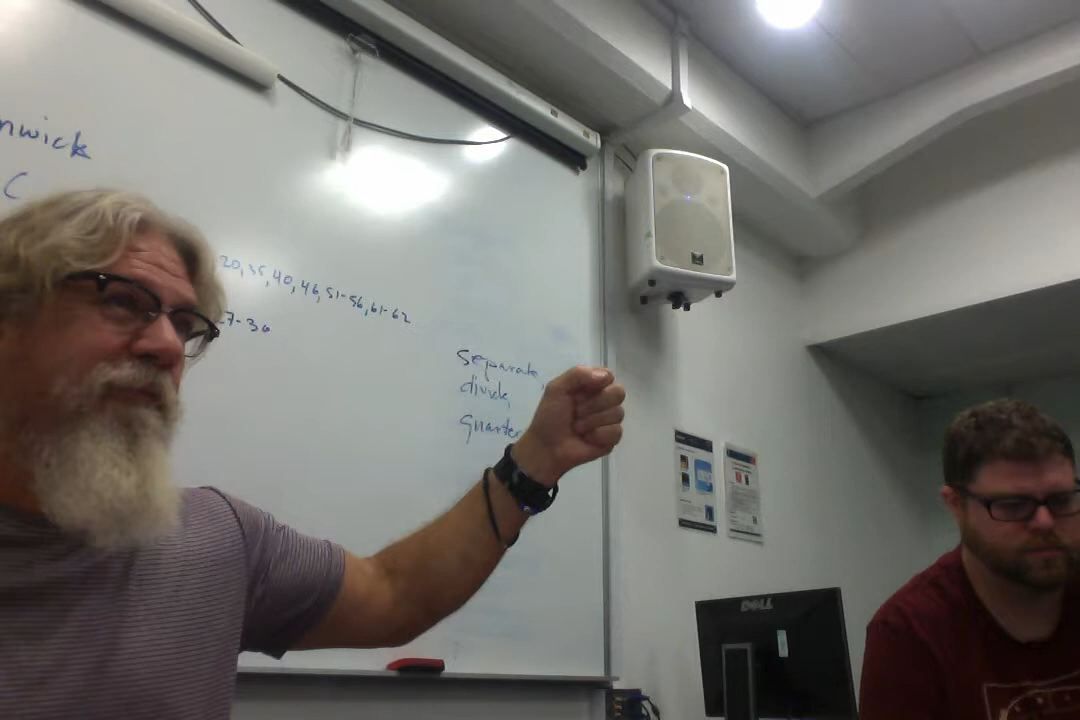 nwick
C
20, 35, 40, 46, 51-56, 61-62
7-36
separate,
divide,
quarter
DELL